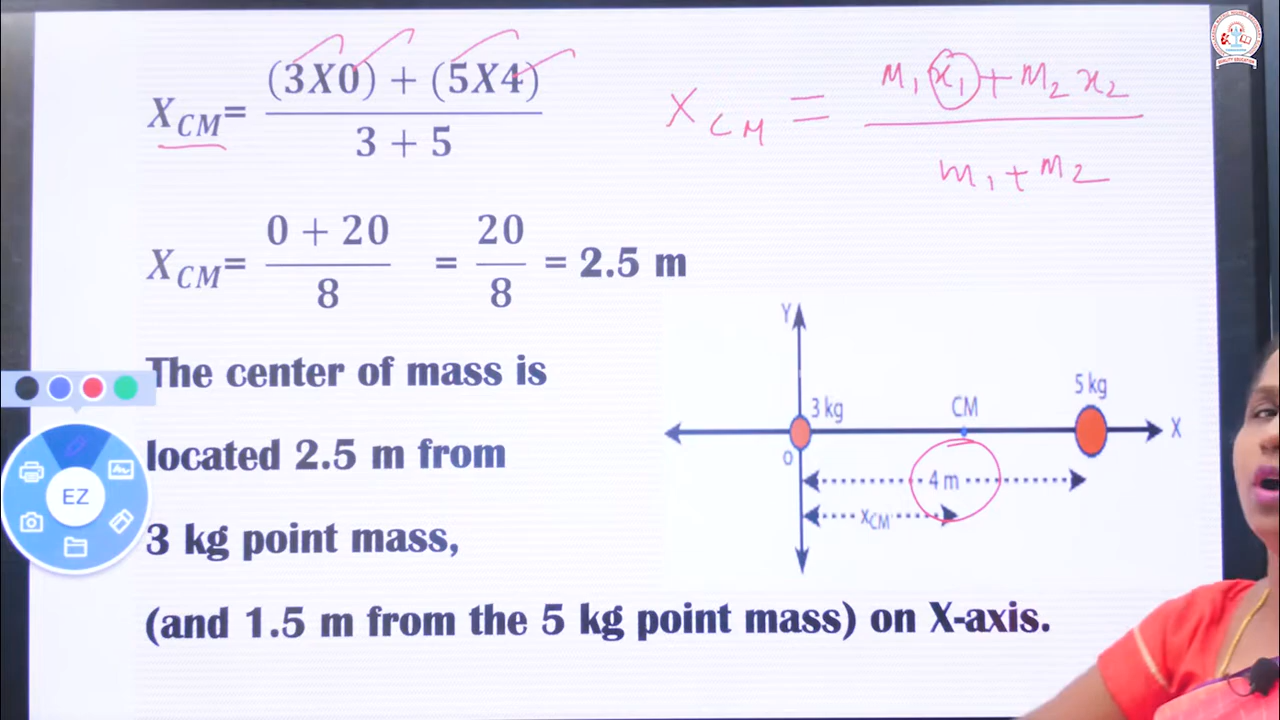 X_CM = ((3X0) + (5X4)) / (3 + 5)
X_CM = (m₁x₁ + m₂x₂) / (m₁ + m₂)
X_CM = (0 + 20) / 8 = 20 / 8 = 2.5 m
The center of mass is
located 2.5 m from
3 kg point mass,
(and 1.5 m from the 5 kg point mass) on X-axis.
Y
3 kg
CM
5 kg
X
o
4 m
x_CM
EZ